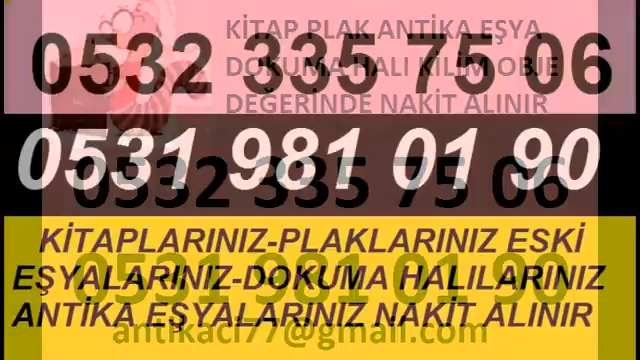 KİTAP PLAK ANTİKA EŞYA
0532 335 75 06
DOKUMA HALI KİLİM OBJE
DEĞERİNDE NAKİT ALINIR
0531 981 01 90
0532 335 75 06
KİTAPLARINIZ-PLAKLARINIZ ESKİ
EŞYALARINIZ-DOKUMA HALILARINIZ
0531 981 01 90
ANTİKA EŞYALARINIZ NAKİT ALINIR
antikaci77@gmail.com